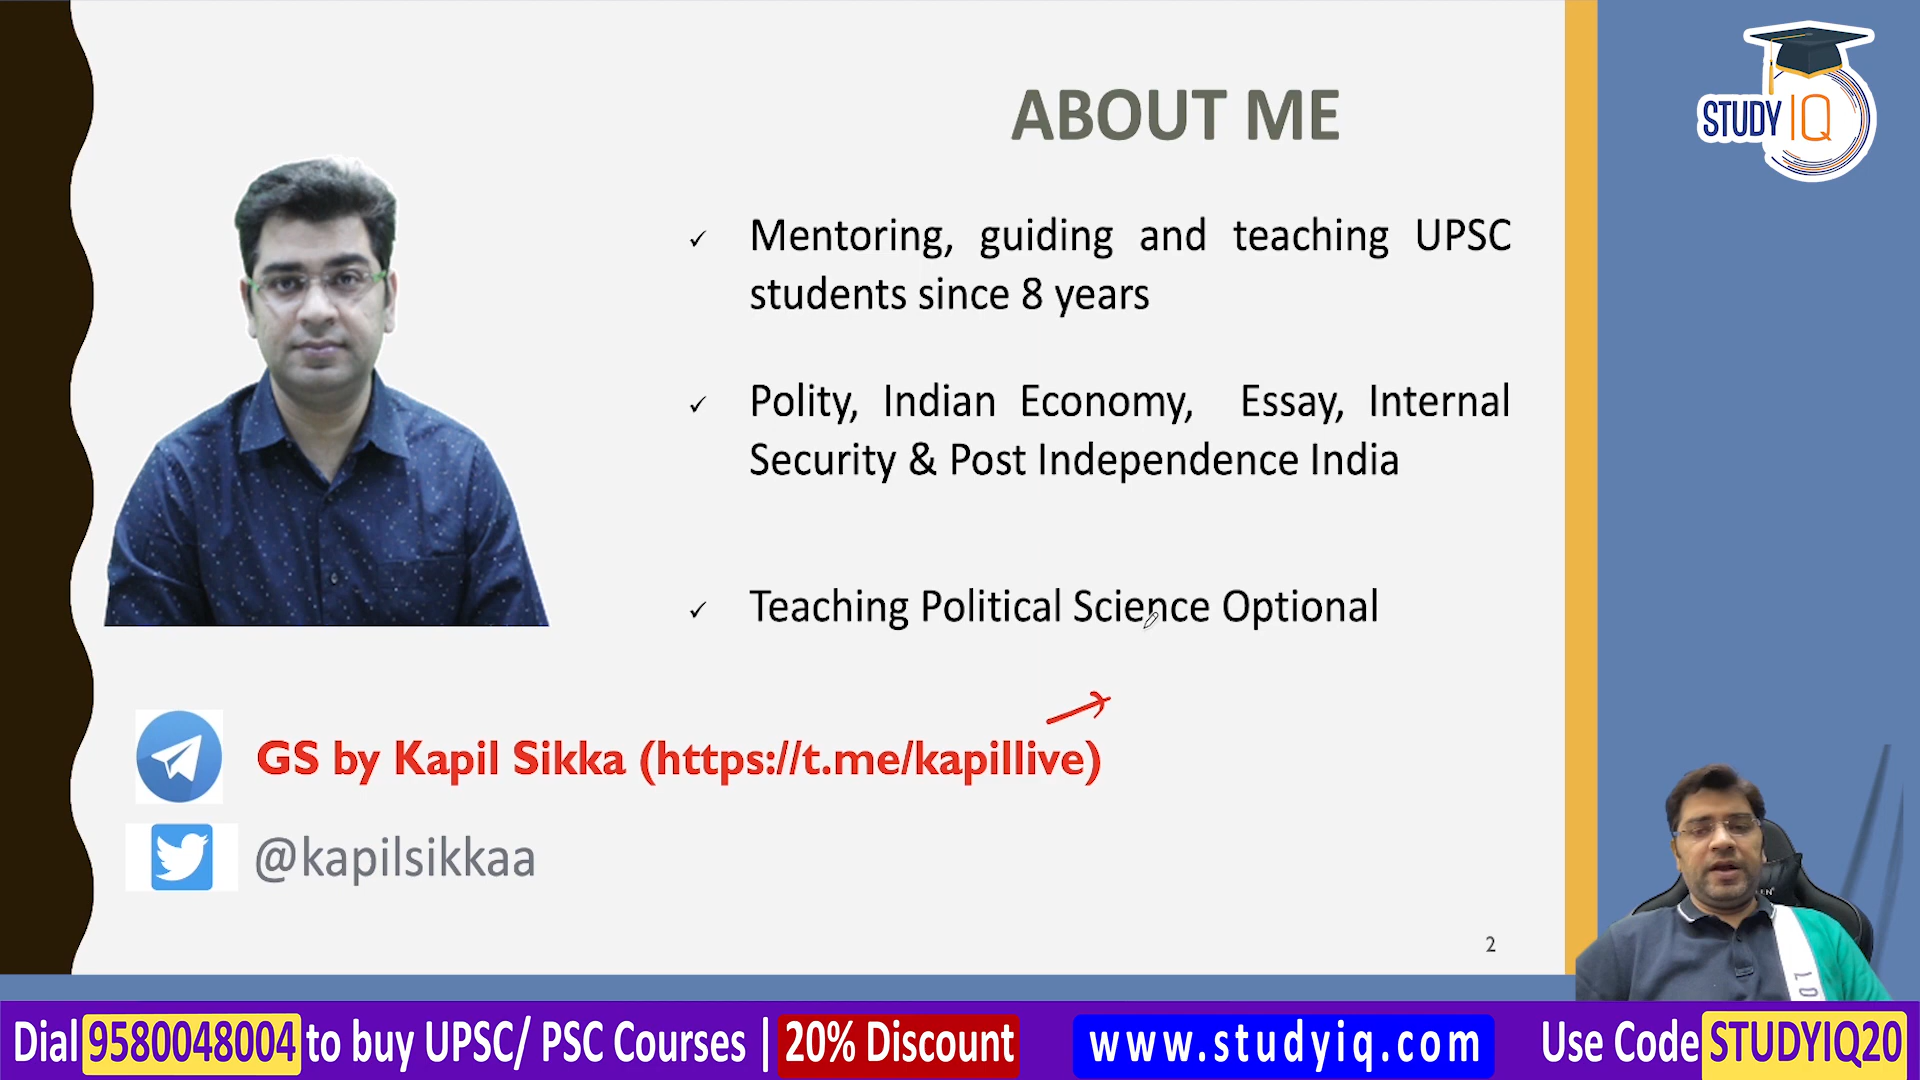 ABOUT ME
STUDY IQ
✓ Mentoring, guiding and teaching UPSC
students since 8 years
✓ Polity, Indian Economy, Essay, Internal
Security & Post Independence India
✓ Teaching Political Science Optional
GS by Kapil Sikka (https://t.me/kapillive)
@kapilsikkaa
2
Dial 9580048004 to buy UPSC/ PSC Courses | 20% Discount www.studyiq.com Use Code STUDYIQ20